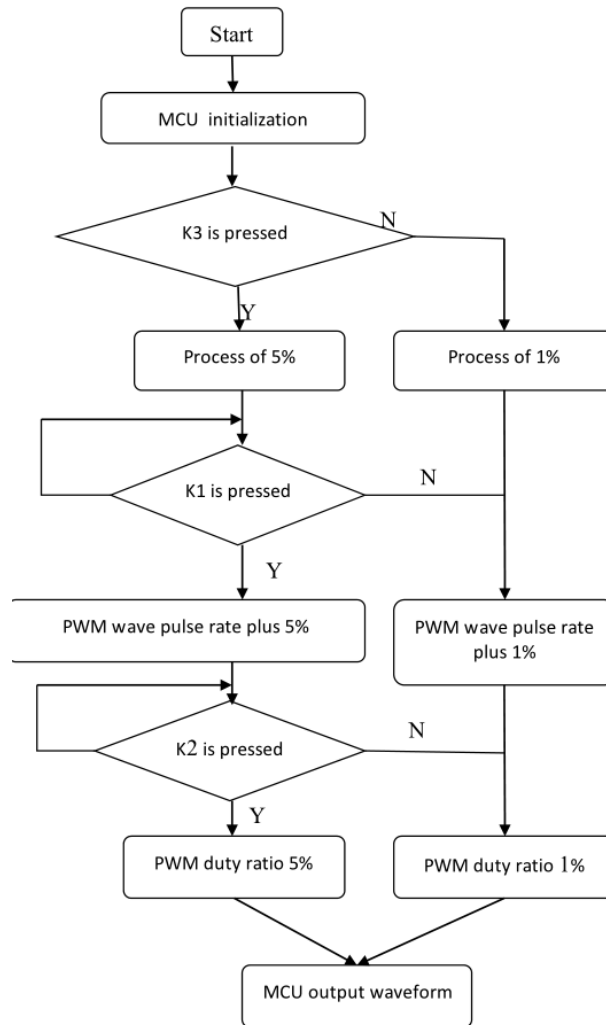 Start
MCU initialization
K3 is pressed
N
Y
Process of 5%
Process of 1%
K1 is pressed
N
Y
PWM wave pulse rate plus 5%
PWM wave pulse rate
plus 1%
K2 is pressed
N
Y
PWM duty ratio 5%
PWM duty ratio 1%
MCU output waveform